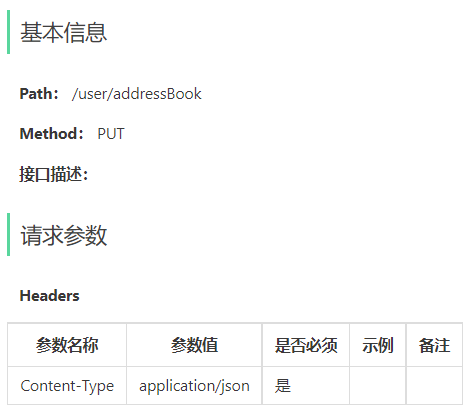 基本信息
Path： /user/addressBook
Method： PUT
接口描述：
请求参数
Headers
参数名称 参数值 是否必须 示例 备注
Content-Type application/json 是